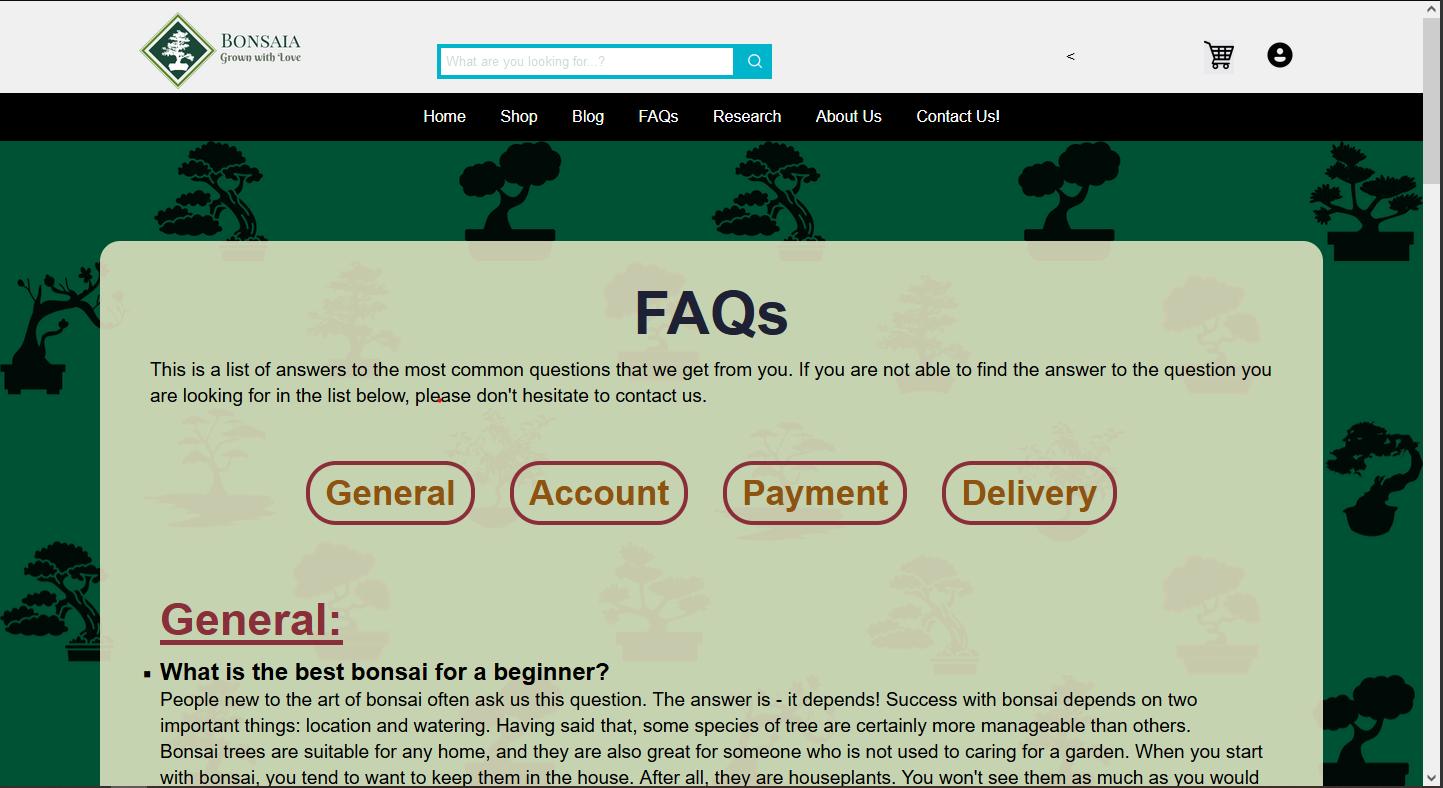 BONSAIA
Grown with Love
What are you looking for...?
<
Home Shop Blog FAQs Research About Us Contact Us!
FAQs
This is a list of answers to the most common questions that we get from you. If you are not able to find the answer to the question you
are looking for in the list below, please don't hesitate to contact us.
General Account Payment Delivery
General:
▪ What is the best bonsai for a beginner?
People new to the art of bonsai often ask us this question. The answer is - it depends! Success with bonsai depends on two
important things: location and watering. Having said that, some species of tree are certainly more manageable than others.
Bonsai trees are suitable for any home, and they are also great for someone who is not used to caring for a garden. When you start
with bonsai, you tend to want to keep them in the house. After all, they are houseplants. You won't see them as much as you would